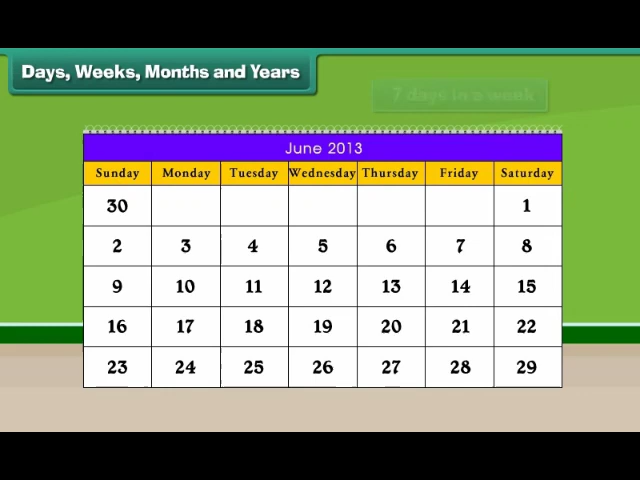 Days, Weeks, Months and Years
7 days in a week
June 2013
Sunday Monday Tuesday Wednesday Thursday Friday Saturday
30 1
2 3 4 5 6 7 8
9 10 11 12 13 14 15
16 17 18 19 20 21 22
23 24 25 26 27 28 29